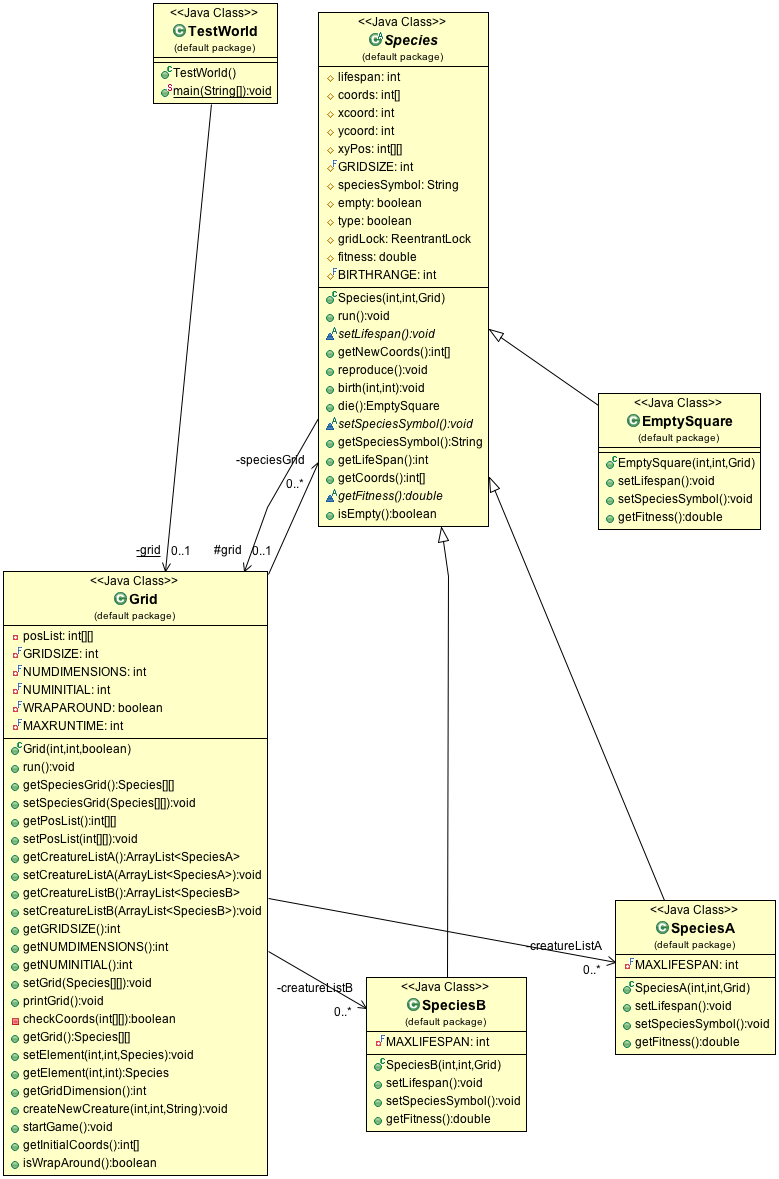 <<Java Class>>
TestWorld
(default package)
TestWorld()
main(String[]):void
<<Java Class>>
Species
(default package)
lifespan: int
coords: int[]
xcoord: int
ycoord: int
xyPos: int[][]
GRIDSIZE: int
speciesSymbol: String
empty: boolean
type: boolean
gridLock: ReentrantLock
fitness: double
BIRTHRANGE: int
Species(int,int,Grid)
run():void
setLifespan():void
getNewCoords():int[]
reproduce():void
birth(int,int):void
die():EmptySquare
setSpeciesSymbol():void
getSpeciesSymbol():String
getLifeSpan():int
getCoords():int[]
getFitness():double
isEmpty():boolean
<<Java Class>>
EmptySquare
(default package)
EmptySquare(int,int,Grid)
setLifespan():void
setSpeciesSymbol():void
getFitness():double
-speciesGrid
0..*
-grid
0..1
#grid
0..1
<<Java Class>>
Grid
(default package)
posList: int[][]
GRIDSIZE: int
NUMDIMENSIONS: int
NUMINITIAL: int
WRAPAROUND: boolean
MAXRUNTIME: int
Grid(int,int,boolean)
run():void
getSpeciesGrid():Species[][]
setSpeciesGrid(Species[][]):void
getPosList():int[][]
setPosList(int[][]):void
getCreatureListA():ArrayList<SpeciesA>
setCreatureListA(ArrayList<SpeciesA>):void
getCreatureListB():ArrayList<SpeciesB>
setCreatureListB(ArrayList<SpeciesB>):void
getGRIDSIZE():int
getNUMDIMENSIONS():int
getNUMINITIAL():int
setGrid(Species[][]):void
printGrid():void
checkCoords(int[][]):boolean
getGrid():Species[][]
setElement(int,int,Species):void
getElement(int,int):Species
getGridDimension():int
createNewCreature(int,int,String):void
startGame():void
getInitialCoords():int[]
isWrapAround():boolean
-creatureListA
0..*
-creatureListB
0..*
<<Java Class>>
SpeciesB
(default package)
MAXLIFESPAN: int
SpeciesB(int,int,Grid)
setLifespan():void
setSpeciesSymbol():void
getFitness():double
<<Java Class>>
SpeciesA
(default package)
MAXLIFESPAN: int
SpeciesA(int,int,Grid)
setLifespan():void
setSpeciesSymbol():void
getFitness():double